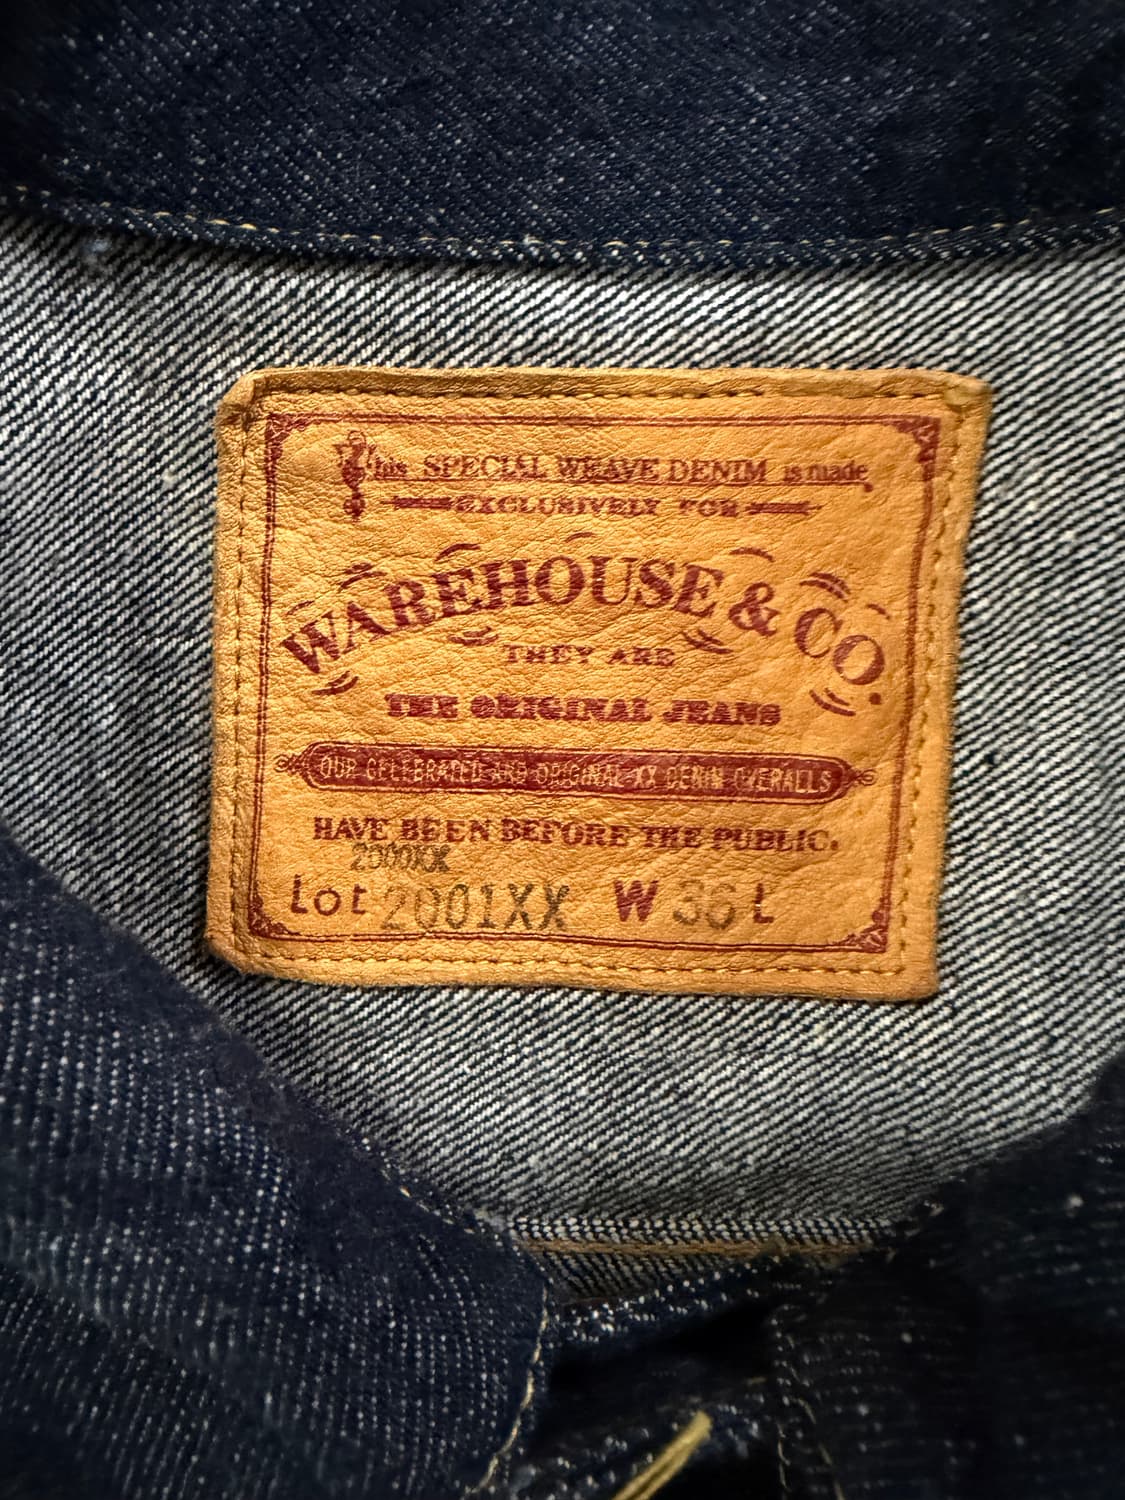 This SPECIAL WEAVE DENIM is made
EXCLUSIVELY FOR
WAREHOUSE & CO.
THEY ARE
THE ORIGINAL JEANS
OUR CELEBRATED AND ORIGINAL XX DENIM OVERALLS
HAVE BEEN BEFORE THE PUBLIC.
2000XX
Lot 2001XX W 36 L